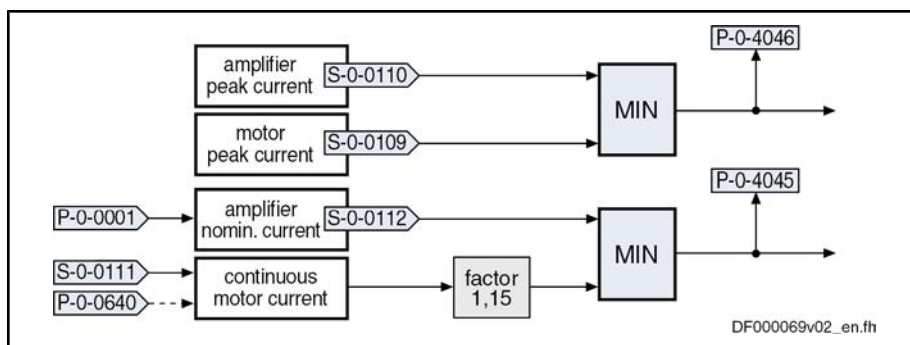 P-0-4046
amplifier
peak current
S-0-0110
MIN
motor
peak current
S-0-0109
P-0-4045
P-0-0001
amplifier
nomin. current
S-0-0112
MIN
S-0-0111
P-0-0640
continuous
motor current
factor
1,15
DF000069v02_en.fh